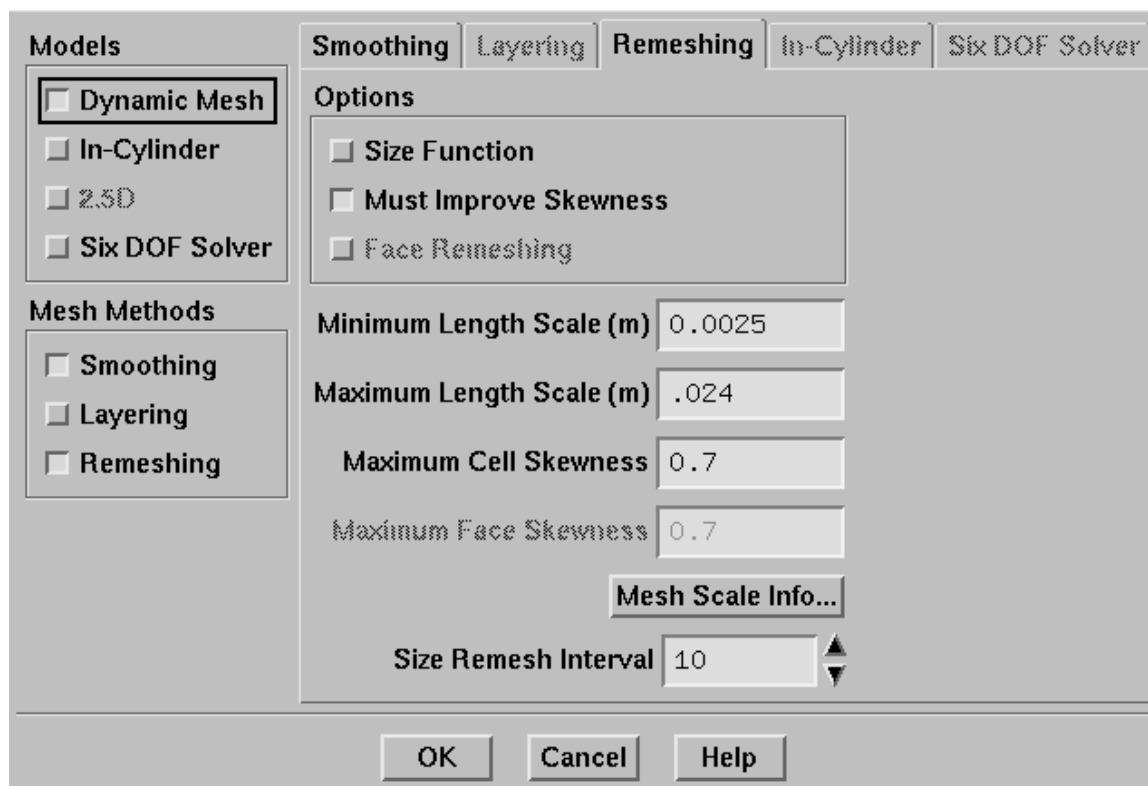 Models
Dynamic Mesh
In-Cylinder
2.5D
Six DOF Solver
Mesh Methods
Smoothing
Layering
Remeshing
Smoothing Layering Remeshing In-Cylinder Six DOF Solver
Options
Size Function
Must Improve Skewness
Face Remeshing
Minimum Length Scale (m) 0.0025
Maximum Length Scale (m) .024
Maximum Cell Skewness 0.7
Maximum Face Skewness 0.7
Mesh Scale Info...
Size Remesh Interval 10
OK Cancel Help